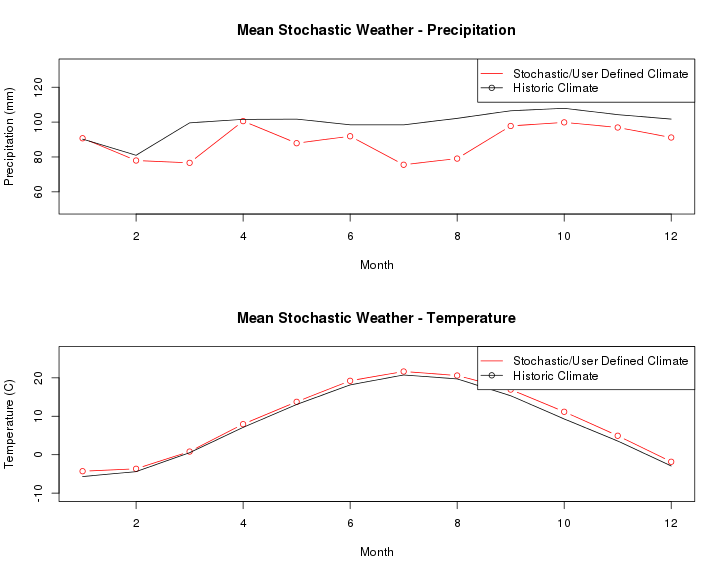 Mean Stochastic Weather - Precipitation
Precipitation (mm)
120
100
80
60
Stochastic/User Defined Climate
Historic Climate
2 4 6 8 10 12
Month
Mean Stochastic Weather - Temperature
Temperature (C)
20
10
0
-10
Stochastic/User Defined Climate
Historic Climate
2 4 6 8 10 12
Month